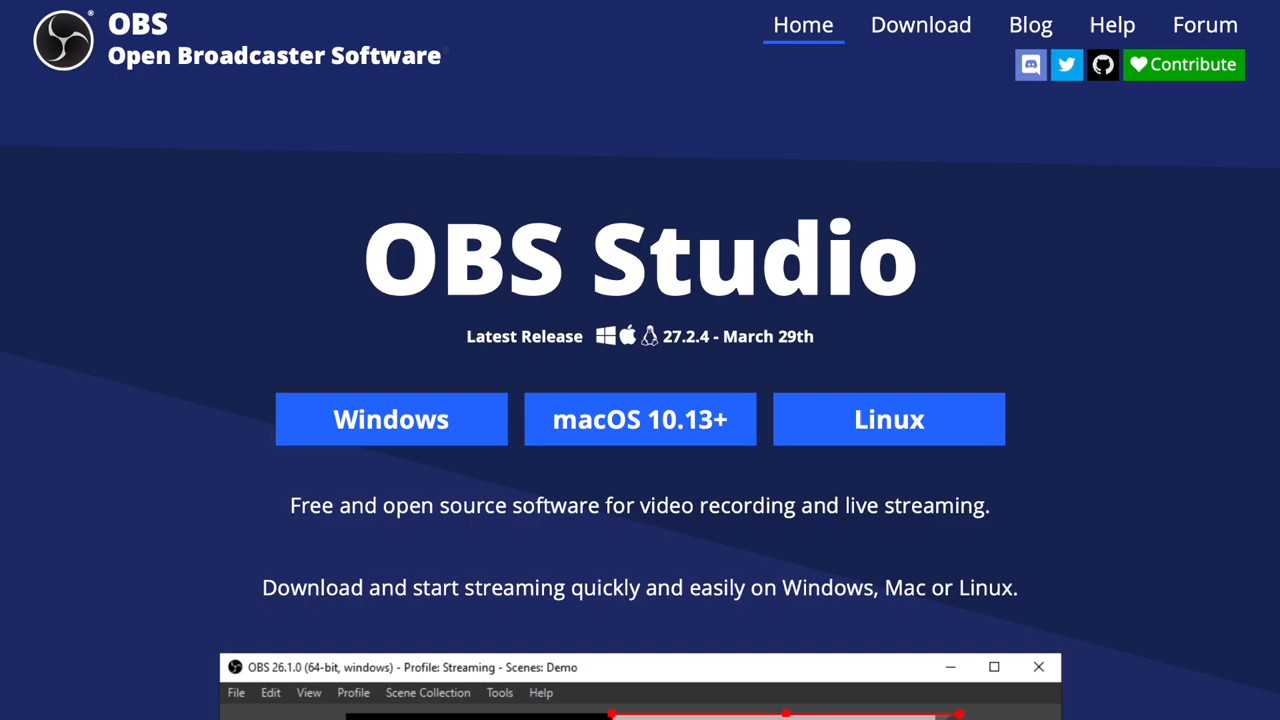 OBS
Open Broadcaster Software
Home Download Blog Help Forum
Contribute
OBS Studio
Latest Release 27.2.4 - March 29th
Windows macOS 10.13+ Linux
Free and open source software for video recording and live streaming.
Download and start streaming quickly and easily on Windows, Mac or Linux.
OBS 26.1.0 (64-bit, windows) - Profile: Streaming - Scenes: Demo
File Edit View Profile Scene Collection Tools Help